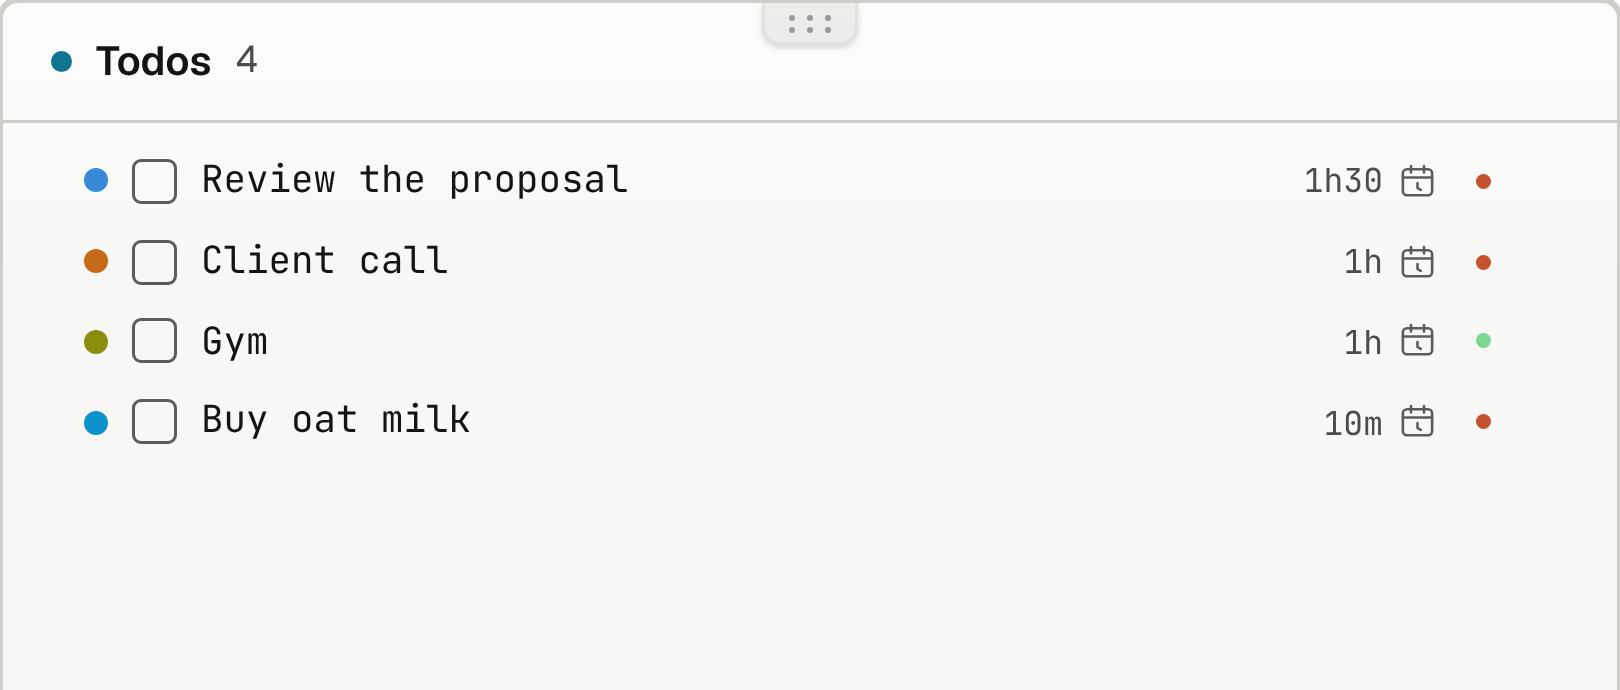 Todos 4
Review the proposal 1h30
Client call 1h
Gym 1h
Buy oat milk 10m